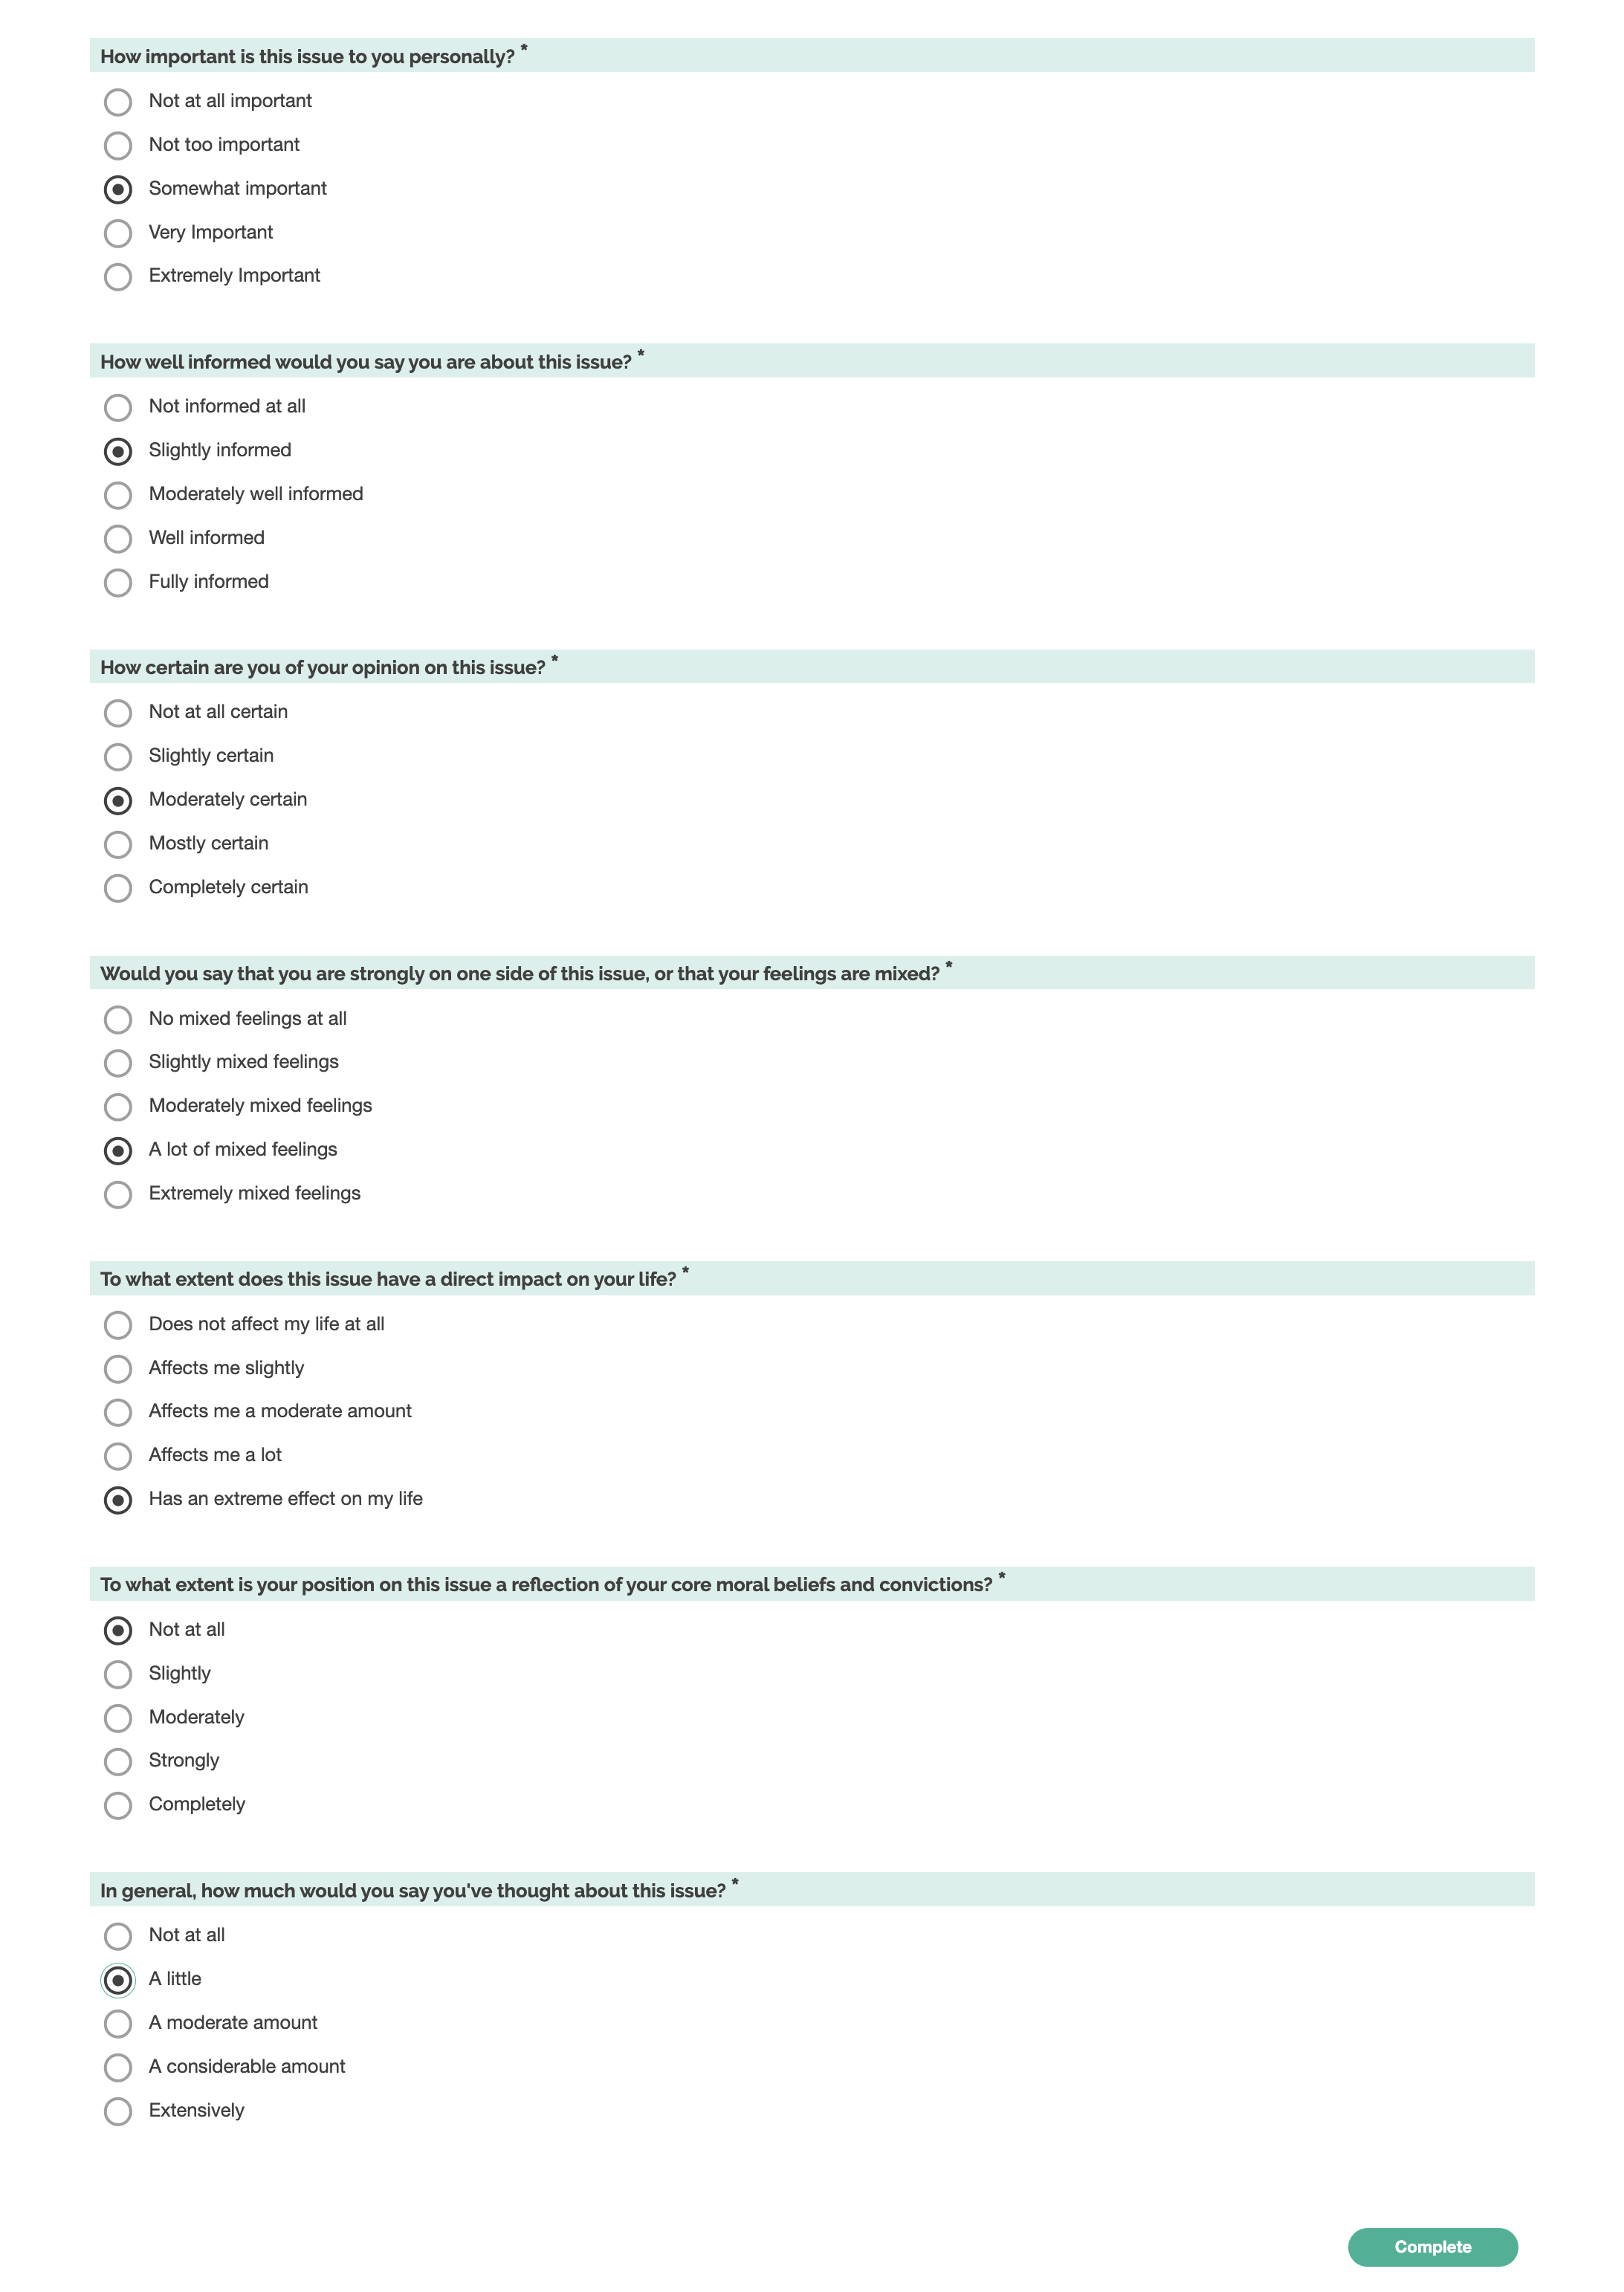 How important is this issue to you personally? *
Not at all important
Not too important
Somewhat important
Very Important
Extremely Important
How well informed would you say you are about this issue? *
Not informed at all
Slightly informed
Moderately well informed
Well informed
Fully informed
How certain are you of your opinion on this issue? *
Not at all certain
Slightly certain
Moderately certain
Mostly certain
Completely certain
Would you say that you are strongly on one side of this issue, or that your feelings are mixed? *
No mixed feelings at all
Slightly mixed feelings
Moderately mixed feelings
A lot of mixed feelings
Extremely mixed feelings
To what extent does this issue have a direct impact on your life? *
Does not affect my life at all
Affects me slightly
Affects me a moderate amount
Affects me a lot
Has an extreme effect on my life
To what extent is your position on this issue a reflection of your core moral beliefs and convictions? *
Not at all
Slightly
Moderately
Strongly
Completely
In general, how much would you say you've thought about this issue? *
Not at all
A little
A moderate amount
A considerable amount
Extensively
Complete